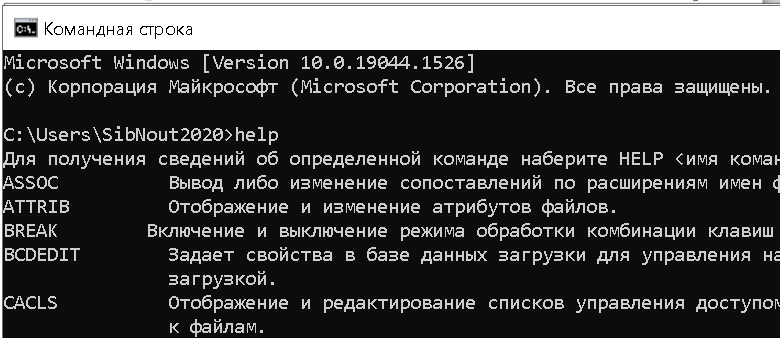 Командная строка
Microsoft Windows [Version 10.0.19044.1526]
(c) Корпорация Майкрософт (Microsoft Corporation). Все права защищены.
C:\Users\SibNout2020>help
Для получения сведений об определенной команде наберите HELP <имя коман
ASSOC Вывод либо изменение сопоставлений по расширениям имен ф
ATTRIB Отображение и изменение атрибутов файлов.
BREAK Включение и выключение режима обработки комбинации клавиш
BCDEDIT Задает свойства в базе данных загрузки для управления на
загрузкой.
CACLS Отображение и редактирование списков управления доступом
к файлам.